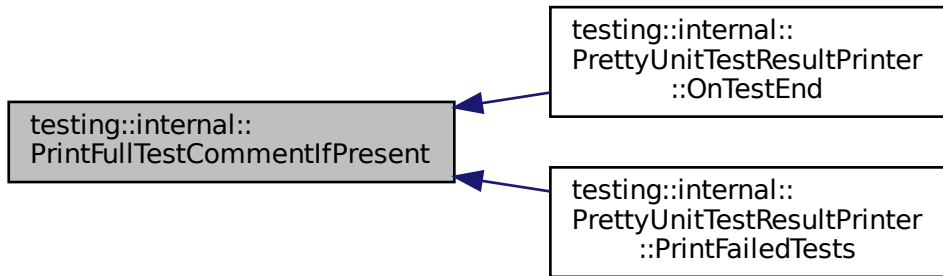 testing::internal::
PrintFullTestCommentIfPresent
testing::internal::
PrettyUnitTestResultPrinter
::OnTestEnd
testing::internal::
PrettyUnitTestResultPrinter
::PrintFailedTests